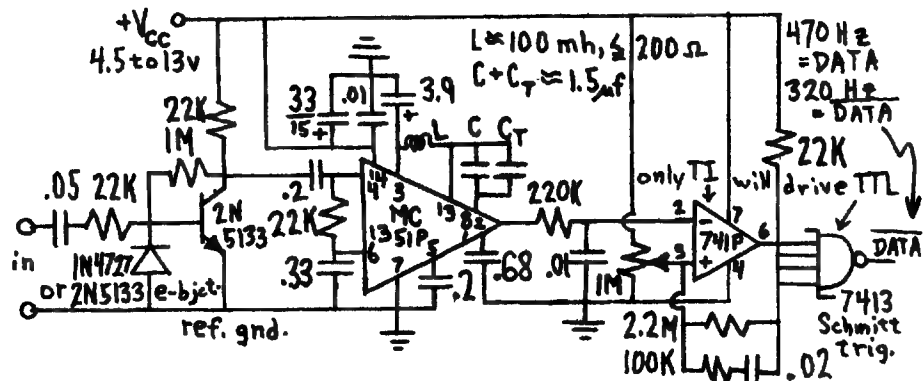 +Vcc
4.5 to 13v
L ≈ 100 mh, ≤ 200 Ω
C + CT ≈ 1.5 µf
470 Hz
= DATA
320 Hz
= DATA
22K
1M
33
15
+
.01
3.9
+
L
C
CT
22K
only TI
will
drive TTL
.05
22K
.2
14
4
3
13
8
2
220K
2
-
7
2N
5133
22K
MC
1351P
6
5
7
741P
3
+
4
6
DATA
in
1N4727
or 2N5133 e-b jct.
.33
.2
.68
.01
1M
7413
Schmitt
trig.
ref. gnd.
2.2M
100K
.02